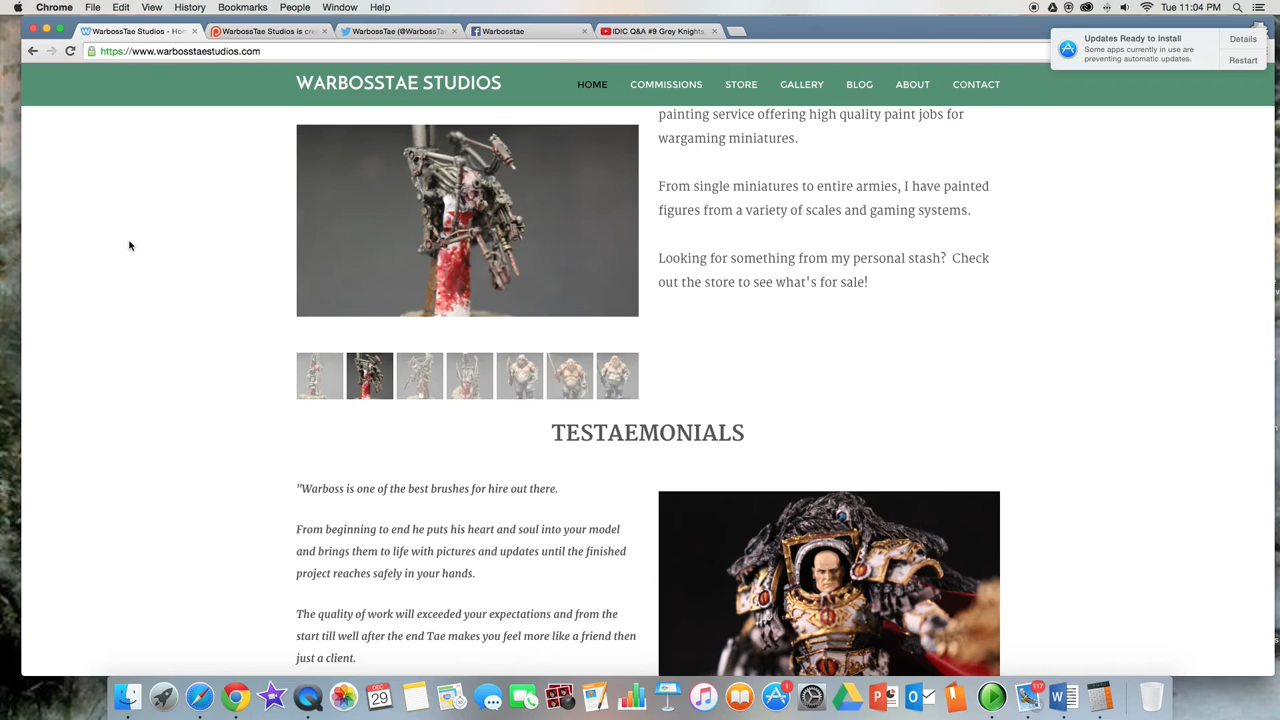 Chrome File Edit View History Bookmarks People Window Help Tue 11:04 PM
WarbossTae Studios - Hom
WarbossTae Studios is crea
WarbossTae (@WarbossTae
Warbosstae
IDIC Q&A #9 Grey Knights,
https://www.warbosstaestudios.com
Updates Ready to Install
Some apps currently in use are
preventing automatic updates.
Details
Restart
WARBOSSTAE STUDIOS
HOME COMMISSIONS STORE GALLERY BLOG ABOUT CONTACT
painting service offering high quality paint jobs for
wargaming miniatures.
From single miniatures to entire armies, I have painted
figures from a variety of scales and gaming systems.
Looking for something from my personal stash? Check
out the store to see what's for sale!
TESTAEMONIALS
"Warboss is one of the best brushes for hire out there.
From beginning to end he puts his heart and soul into your model
and brings them to life with pictures and updates until the finished
project reaches safely in your hands.
The quality of work will exceeded your expectations and from the
start till well after the end Tae makes you feel more like a friend then
just a client.
DEC
29
1
117